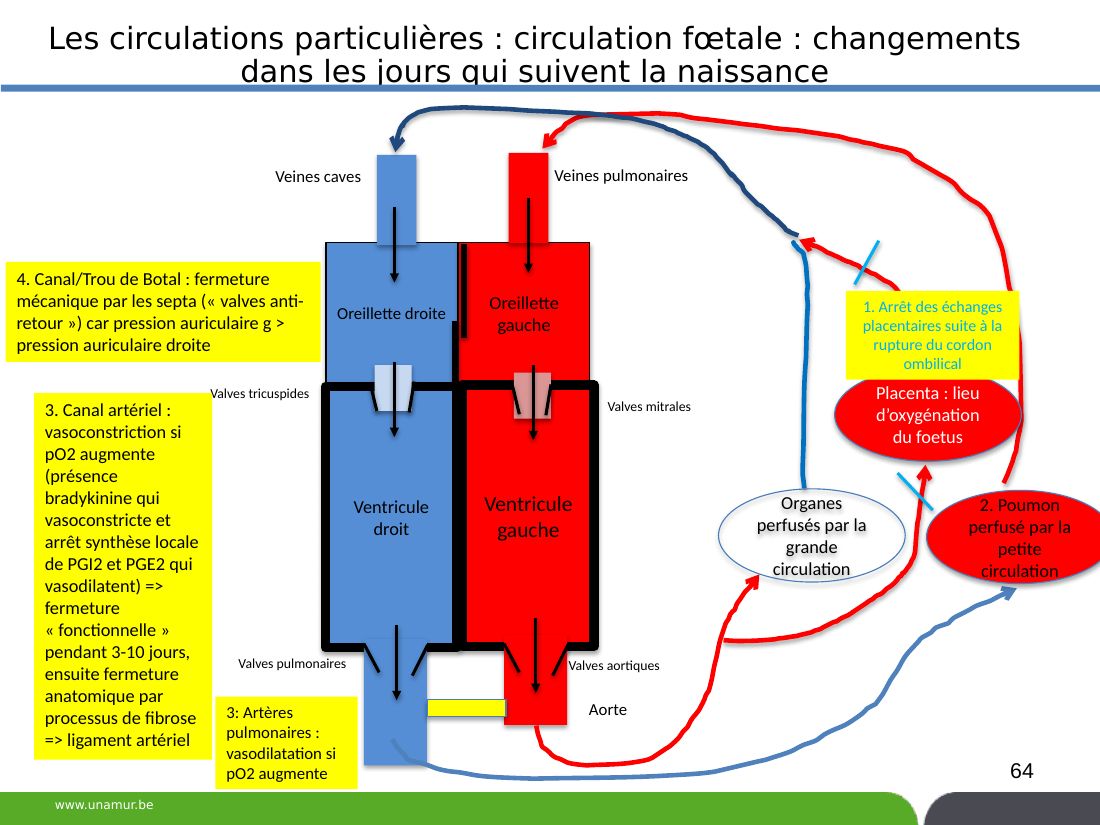 Les circulations particulières : circulation fœtale : changements
dans les jours qui suivent la naissance
Veines caves
Veines pulmonaires
4. Canal/Trou de Botal : fermeture
mécanique par les septa (« valves anti-
retour ») car pression auriculaire g >
pression auriculaire droite
Oreillette droite
Oreillette
gauche
1. Arrêt des échanges
placentaires suite à la
rupture du cordon
ombilical
Placenta : lieu
d’oxygénation
du foetus
Valves tricuspides
Valves mitrales
3. Canal artériel :
vasoconstriction si
pO2 augmente
(présence
bradykinine qui
vasoconstricte et
arrêt synthèse locale
de PGI2 et PGE2 qui
vasodilatent) =>
fermeture
« fonctionnelle »
pendant 3-10 jours,
ensuite fermeture
anatomique par
processus de fibrose
=> ligament artériel
Ventricule
droit
Ventricule
gauche
Organes
perfusés par la
grande
circulation
2. Poumon
perfusé par la
petite
circulation
Valves pulmonaires
Valves aortiques
3: Artères
pulmonaires :
vasodilatation si
pO2 augmente
Aorte
64
www.unamur.be